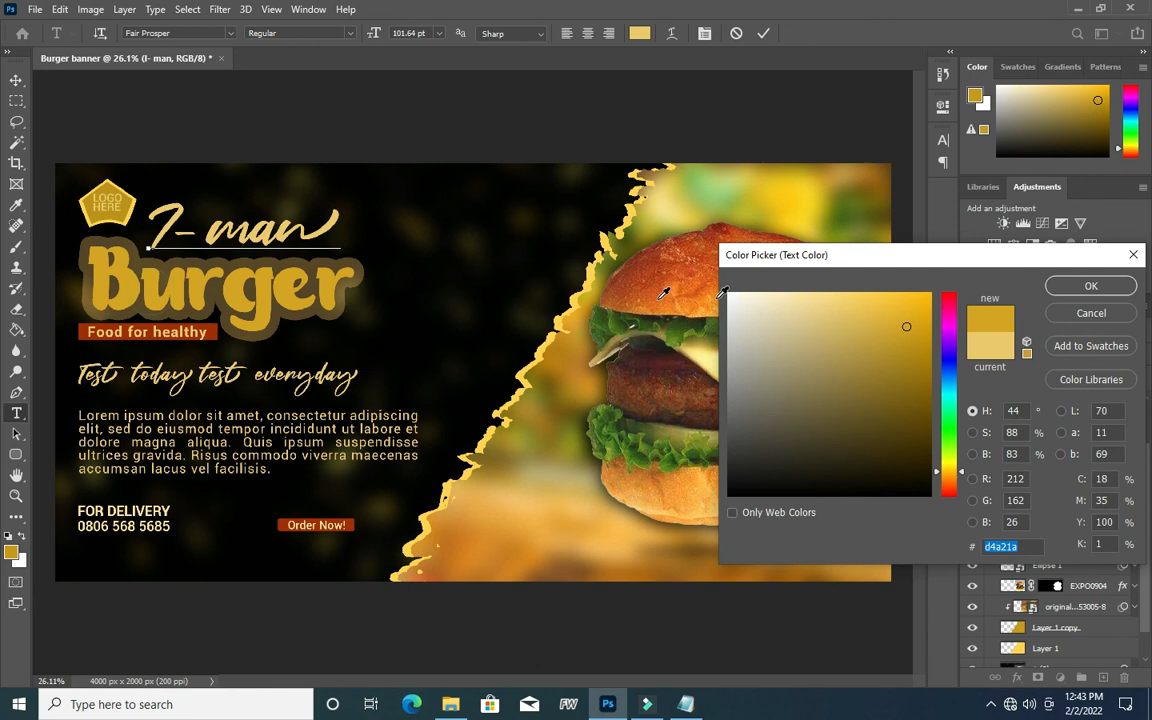 Ps File Edit Image Layer Type Select Filter 3D View Window Help
T Fair Prosper Regular 101.64 pt Sharp
Burger banner @ 26.1% (I- man, RGB/8) * ×
Color Swatches Gradients Patterns
Libraries Adjustments
Add an adjustment
LOGO
HERE
I- man
Burger
Food for healthy
Test today test everyday
Lorem ipsum dolor sit amet, consectetur adipiscing
elit, sed do eiusmod tempor incididunt ut labore et
dolore magna aliqua. Quis ipsum suspendisse
ultrices gravida. Risus commodo viverra maecenas
accumsan lacus vel facilisis.
FOR DELIVERY
0806 568 5685
Order Now!
Color Picker (Text Color)
new
current
OK
Cancel
Add to Swatches
Color Libraries
H: 44 ° L: 70
S: 88 % a: 11
B: 83 % b: 69
R: 212 C: 18 %
G: 162 M: 35 %
B: 26 Y: 100 %
# d4a21a K: 1 %
Only Web Colors
Ellipse 1
EXPO0904 fx
original...53005-8
Layer 1 copy
Layer 1
26.11% 4000 px x 2000 px (200 ppi)
Type here to search
FW Ps
12:43 PM
2/2/2022